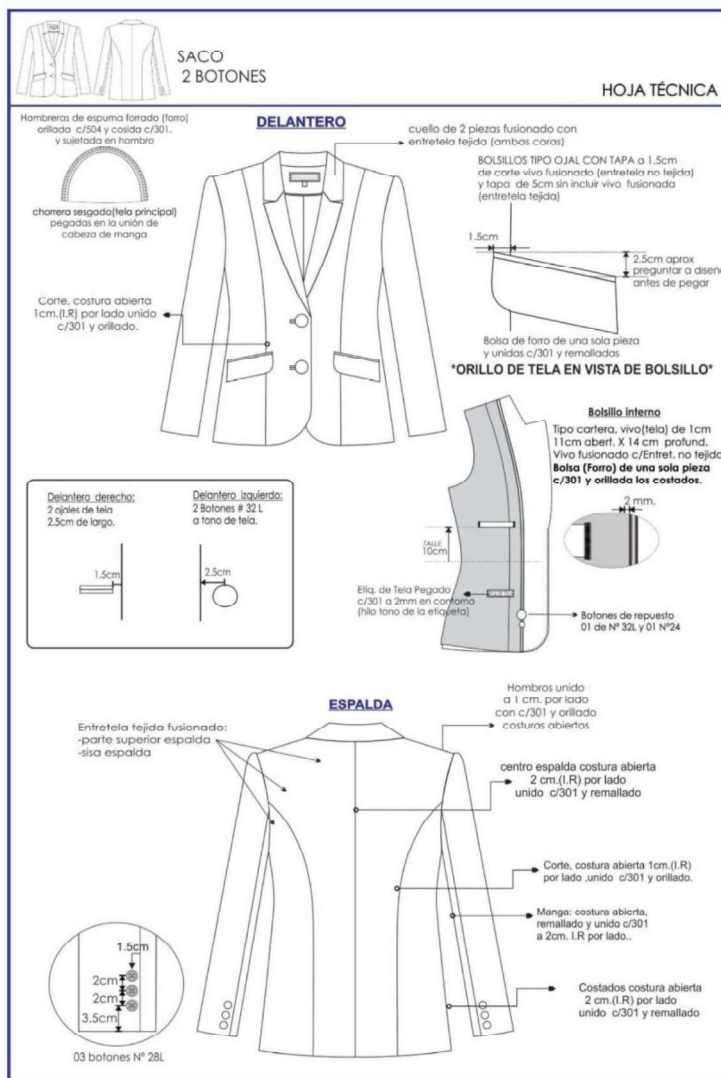 SACO
2 BOTONES
HOJA TÉCNICA
Hombreras de espuma forrado (forro)
orillada c/504 y cosida c/301.
y sujetada en hombro
chorrera sesgada(tela principal)
pegadas en la unión de
cabeza de manga
DELANTERO
cuello de 2 piezas fusionado con
entretela tejida (ambas caras)
BOLSILLOS TIPO OJAL CON TAPA a 1.5cm
de corte vivo fusionado (entretela no tejida)
y tapa de 5cm sin incluir vivo fusionada
(entretela tejida)
1.5cm
2.5cm aprox
preguntar a diseñ
antes de pegar
Corte, costura abierta
1cm.(I.R) por lado unido
c/301 y orillado.
Bolsa de forro de una sola pieza
y unidas c/301 y remalladas
*ORILLO DE TELA EN VISTA DE BOLSILLO*
Bolsillo interno
Tipo cartera, vivo(tela) de 1cm
11cm abert. X 14 cm profund.
Vivo fusionado c/Entret. no tejida
Bolsa (Forro) de una sola pieza
c/301 y orillada los costados.
2 mm.
TALLE
10cm
Etiq. de Tela Pegado
c/301 a 2mm en contorno
(hilo tono de la etiqueta)
Botones de repuesto
01 de Nº 32L y 01 Nº24
Delantero derecho:
2 ojales de tela
2.5cm de largo.
1.5cm
Delantero izquierdo:
2 Botones # 32 L
a tono de tela.
2.5cm
ESPALDA
Entretela tejida fusionado:
-parte superior espalda
-sisa espalda
Hombros unido
a 1 cm. por lado
con c/301 y orillado
costuras abiertas
centro espalda costura abierta
2 cm.(I.R) por lado
unido c/301 y remallado
Corte, costura abierta 1cm.(I.R)
por lado ,unido c/301 y orillado.
Manga: costura abierta,
remallado y unido c/301
a 2cm. I.R por lado..
Costados costura abierta
2 cm.(I.R) por lado
unido c/301 y remallado
1.5cm
2cm
2cm
3.5cm
03 botones Nº 28L